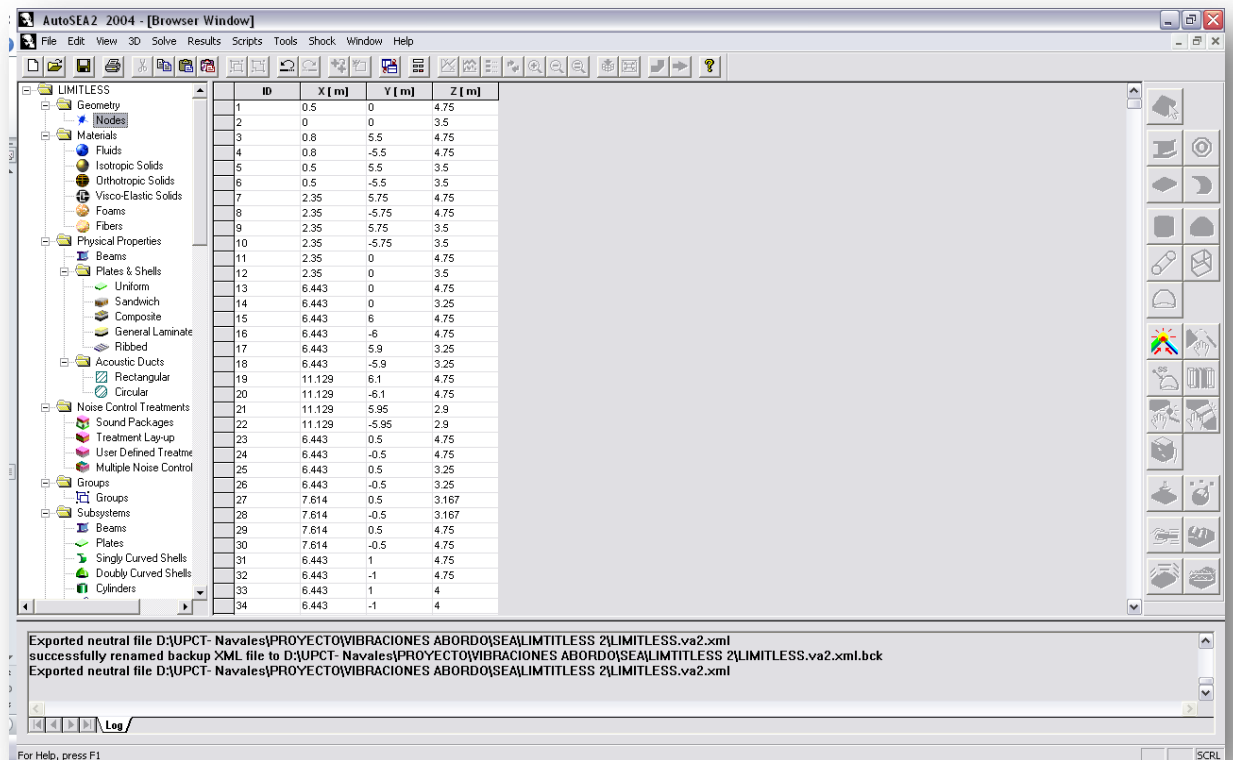 AutoSEA2 2004 - [Browser Window]
File Edit View 3D Solve Results Scripts Tools Shock Window Help
LIMITLESS
Geometry
Nodes
Materials
Fluids
Isotropic Solids
Orthotropic Solids
Visco-Elastic Solids
Foams
Fibers
Physical Properties
Beams
Plates & Shells
Uniform
Sandwich
Composite
General Laminate
Ribbed
Acoustic Ducts
Rectangular
Circular
Noise Control Treatments
Sound Packages
Treatment Lay-up
User Defined Treatme
Multiple Noise Control
Groups
Groups
Subsystems
Beams
Plates
Singly Curved Shells
Doubly Curved Shells
Cylinders
ID X [ m] Y [ m] Z [ m]
1 0.5 0 4.75
2 0 0 3.5
3 0.8 5.5 4.75
4 0.8 -5.5 4.75
5 0.5 5.5 3.5
6 0.5 -5.5 3.5
7 2.35 5.75 4.75
8 2.35 -5.75 4.75
9 2.35 5.75 3.5
10 2.35 -5.75 3.5
11 2.35 0 4.75
12 2.35 0 3.5
13 6.443 0 4.75
14 6.443 0 3.25
15 6.443 6 4.75
16 6.443 -6 4.75
17 6.443 5.9 3.25
18 6.443 -5.9 3.25
19 11.129 6.1 4.75
20 11.129 -6.1 4.75
21 11.129 5.95 2.9
22 11.129 -5.95 2.9
23 6.443 0.5 4.75
24 6.443 -0.5 4.75
25 6.443 0.5 3.25
26 6.443 -0.5 3.25
27 7.614 0.5 3.167
28 7.614 -0.5 3.167
29 7.614 0.5 4.75
30 7.614 -0.5 4.75
31 6.443 1 4.75
32 6.443 -1 4.75
33 6.443 1 4
34 6.443 -1 4
Exported neutral file D:\UPCT- Navales\PROYECTO\VIBRACIONES ABORDO\SEA\LIMTITLESS 2\LIMITLESS.va2.xml
successfully renamed backup XML file to D:\UPCT- Navales\PROYECTO\VIBRACIONES ABORDO\SEA\LIMTITLESS 2\LIMITLESS.va2.xml.bck
Exported neutral file D:\UPCT- Navales\PROYECTO\VIBRACIONES ABORDO\SEA\LIMTITLESS 2\LIMITLESS.va2.xml
Log
For Help, press F1
SCRL